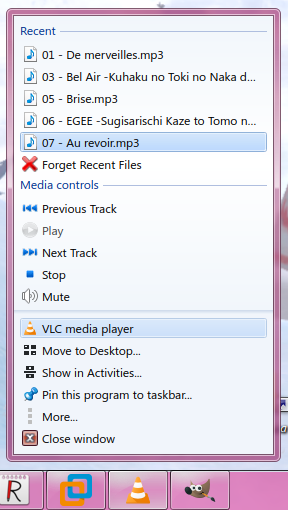 Recent
01 - De merveilles.mp3
03 - Bel Air -Kuhaku no Toki no Naka d...
05 - Brise.mp3
06 - EGEE -Sugisarischi Kaze to Tomo n...
07 - Au revoir.mp3
Forget Recent Files
Media controls
Previous Track
Play
Next Track
Stop
Mute
VLC media player
Move to Desktop...
Show in Activities...
Pin this program to taskbar...
More...
Close window
R